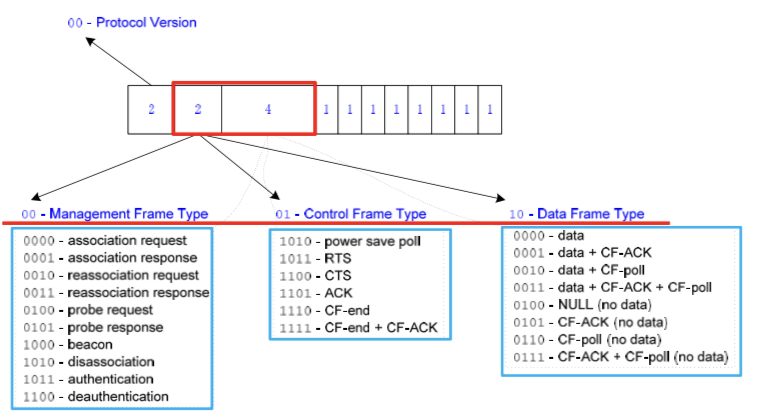 00 - Protocol Version
2 2 4 1 1 1 1 1 1 1 1
00 - Management Frame Type
0000 - association request
0001 - association response
0010 - reassociation request
0011 - reassociation response
0100 - probe request
0101 - probe response
1000 - beacon
1010 - disassociation
1011 - authentication
1100 - deauthentication
01 - Control Frame Type
1010 - power save poll
1011 - RTS
1100 - CTS
1101 - ACK
1110 - CF-end
1111 - CF-end + CF-ACK
10 - Data Frame Type
0000 - data
0001 - data + CF-ACK
0010 - data + CF-poll
0011 - data + CF-ACK + CF-poll
0100 - NULL (no data)
0101 - CF-ACK (no data)
0110 - CF-poll (no data)
0111 - CF-ACK + CF-poll (no data)